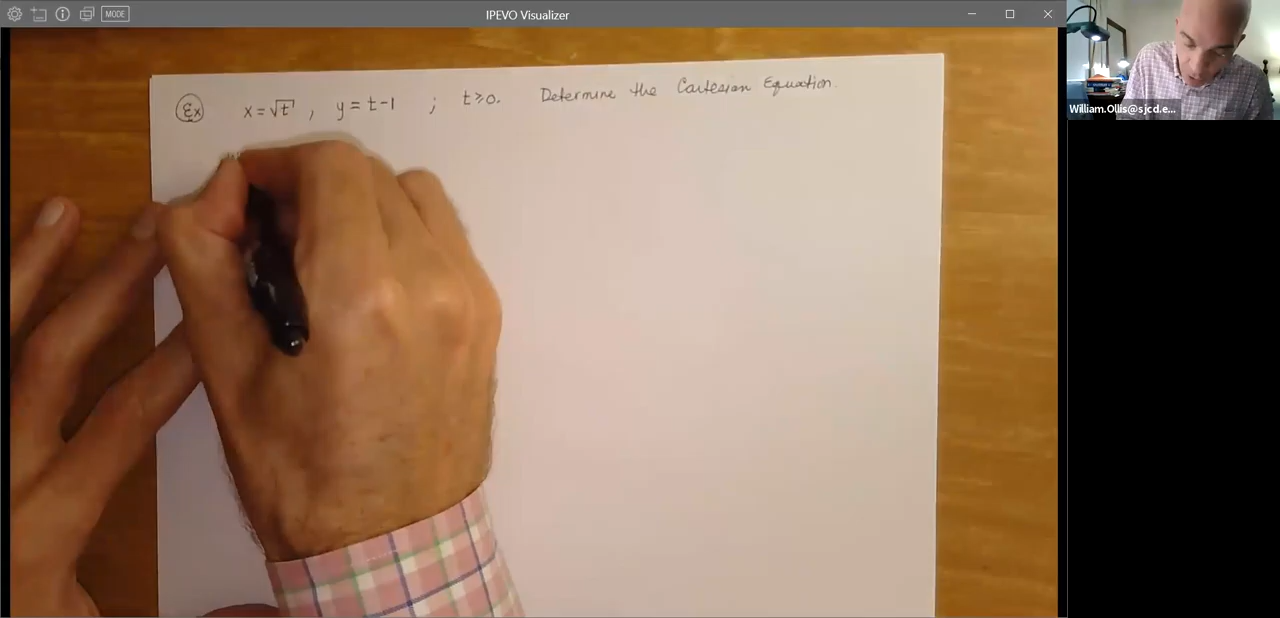 MODE
IPEVO Visualizer
Ex x = √t , y = t-1 ; t ≥ 0. Determine the Cartesian Equation.
William.Ollis@sjcd.e...